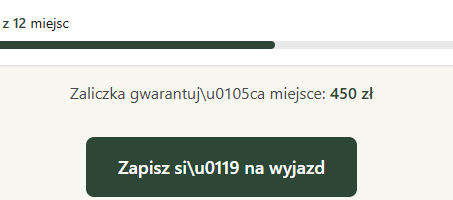 z 12 miejsc
Zaliczka gwarantuj\u0105ca miejsce: 450 zł
Zapisz si\u0119 na wyjazd